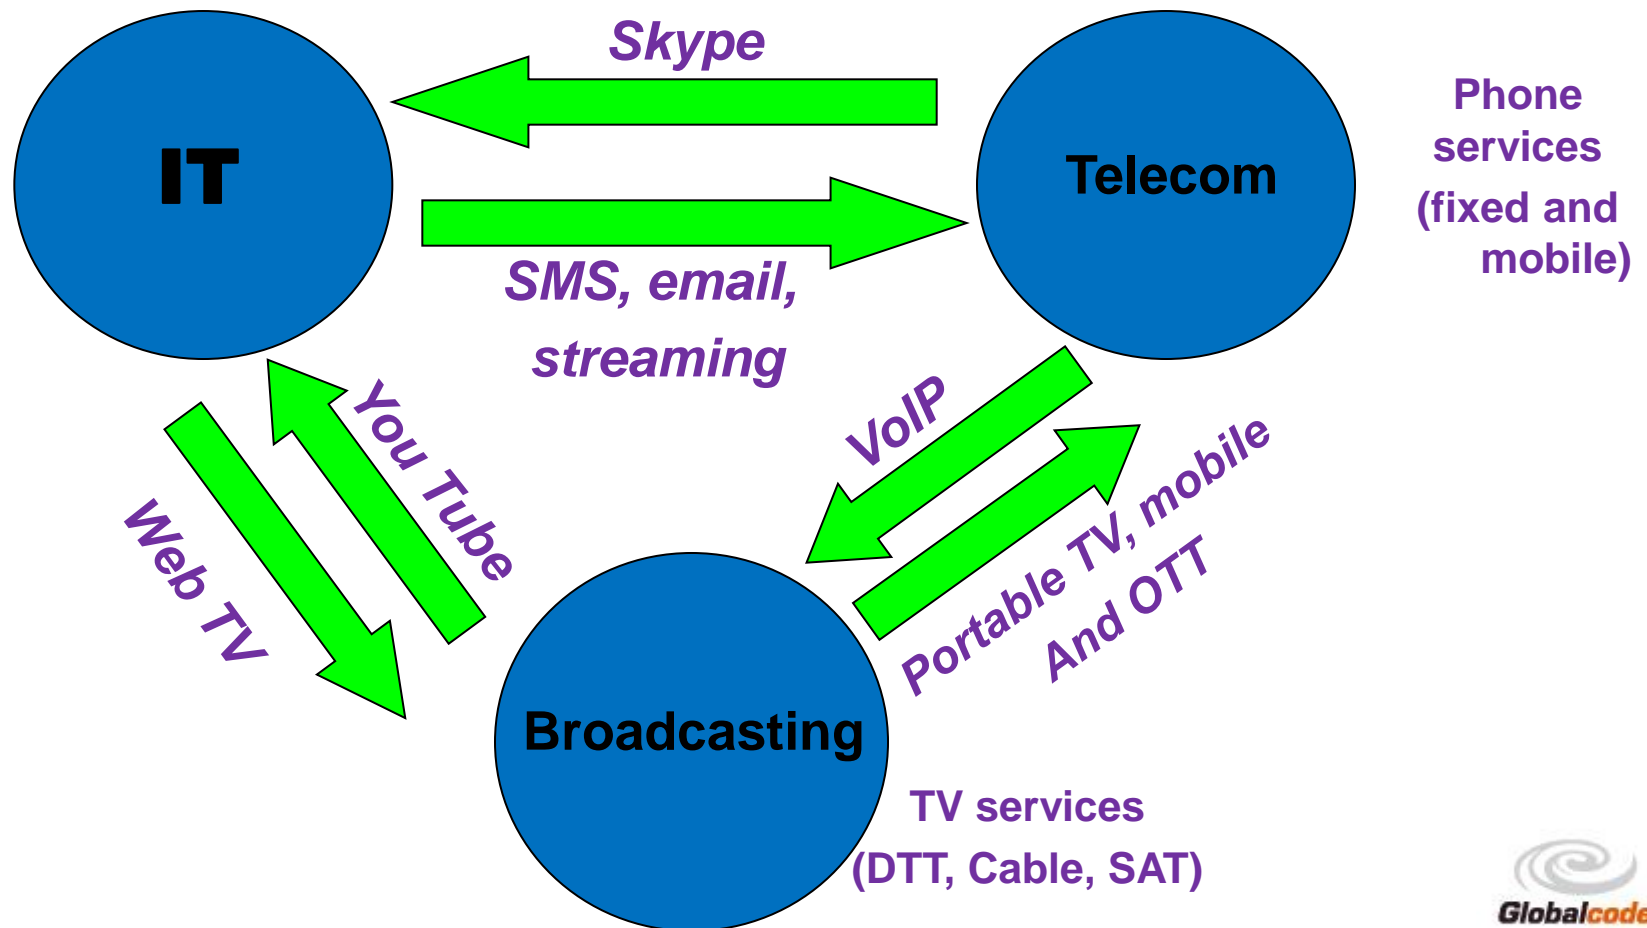 Skype
IT
Telecom
Phone
services
(fixed and
mobile)
SMS, email,
streaming
You Tube
Web TV
VoIP
Portable TV, mobile
And OTT
Broadcasting
TV services
(DTT, Cable, SAT)
Globalcode